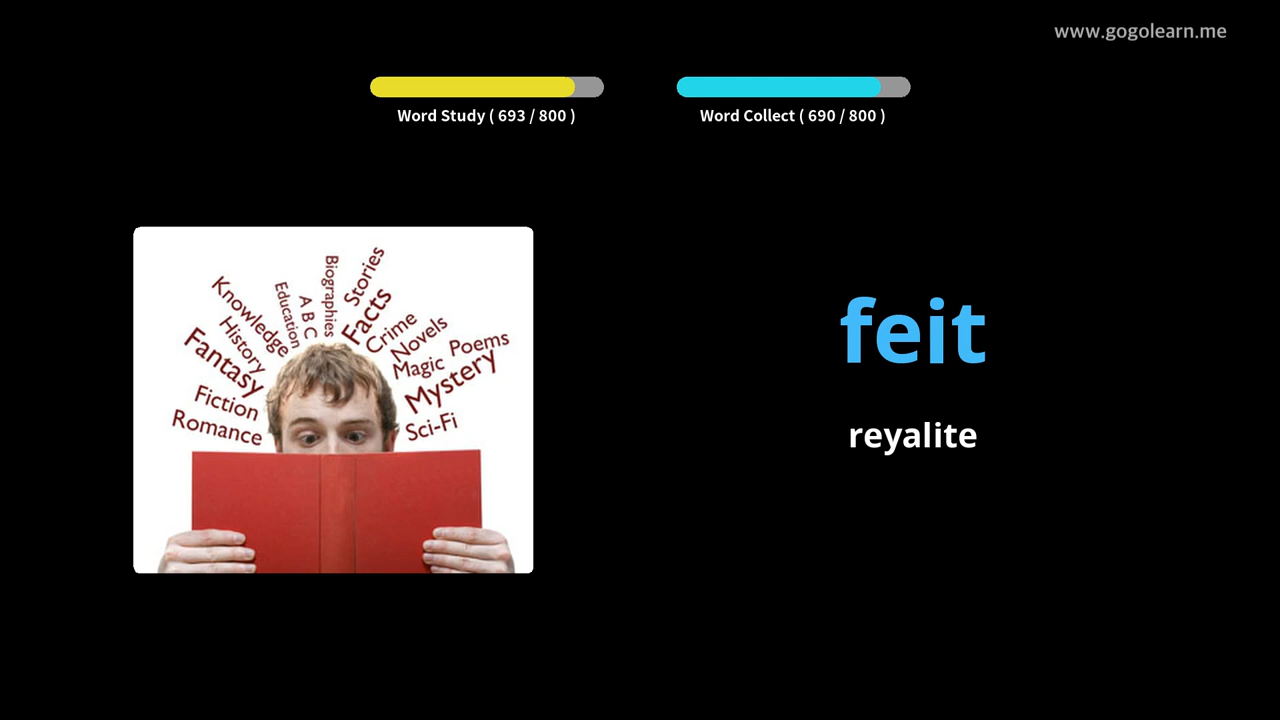 www.gogolearn.me
Word Study ( 693 / 800 )
Word Collect ( 690 / 800 )
Romance
Fiction
Fantasy
History
Knowledge
Education
A B C
Biographies
Stories
Facts
Crime
Novels
Magic
Poems
Mystery
Sci-Fi
feit
reyalite